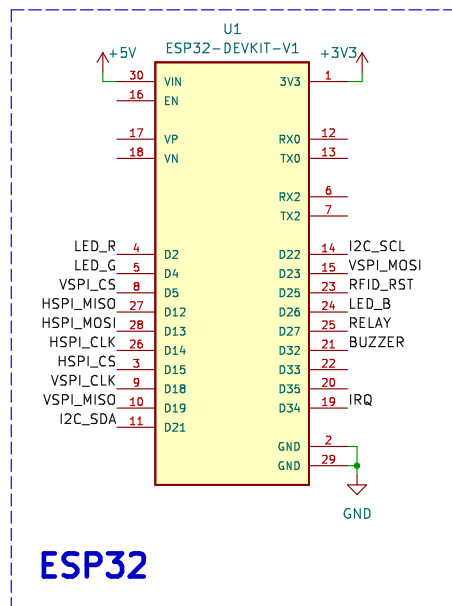 U1
ESP32-DEVKIT-V1
+5V +3V3
30 VIN 3V3 1
16 EN
17 VP RX0 12
18 VN TX0 13
RX2 6
TX2 7
LED_R 4 D2 D22 14 I2C_SCL
LED_G 5 D4 D23 15 VSPI_MOSI
VSPI_CS 8 D5 D25 23 RFID_RST
HSPI_MISO 27 D12 D26 24 LED_B
HSPI_MOSI 28 D13 D27 25 RELAY
HSPI_CLK 26 D14 D32 21 BUZZER
HSPI_CS 3 D15 D33 22
VSPI_CLK 9 D18 D35 20
VSPI_MISO 10 D19 D34 19 IRQ
I2C_SDA 11 D21
GND 2
GND 29
GND
ESP32